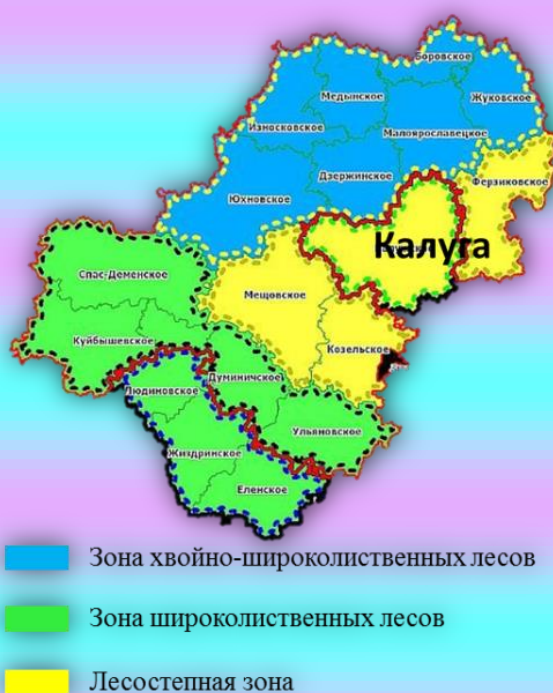 Боровское
Медынское
Жуковское
Износковское
Малоярославецкое
Дзержинское
Ферзиковское
Юхновское
Калуга
Спас-Деменское
Мещовское
Куйбышевское
Козельское
Думиничское
Людиновское
Ульяновское
Жиздринское
Еленское
Зона хвойно-широколиственных лесов
Зона широколиственных лесов
Лесостепная зона